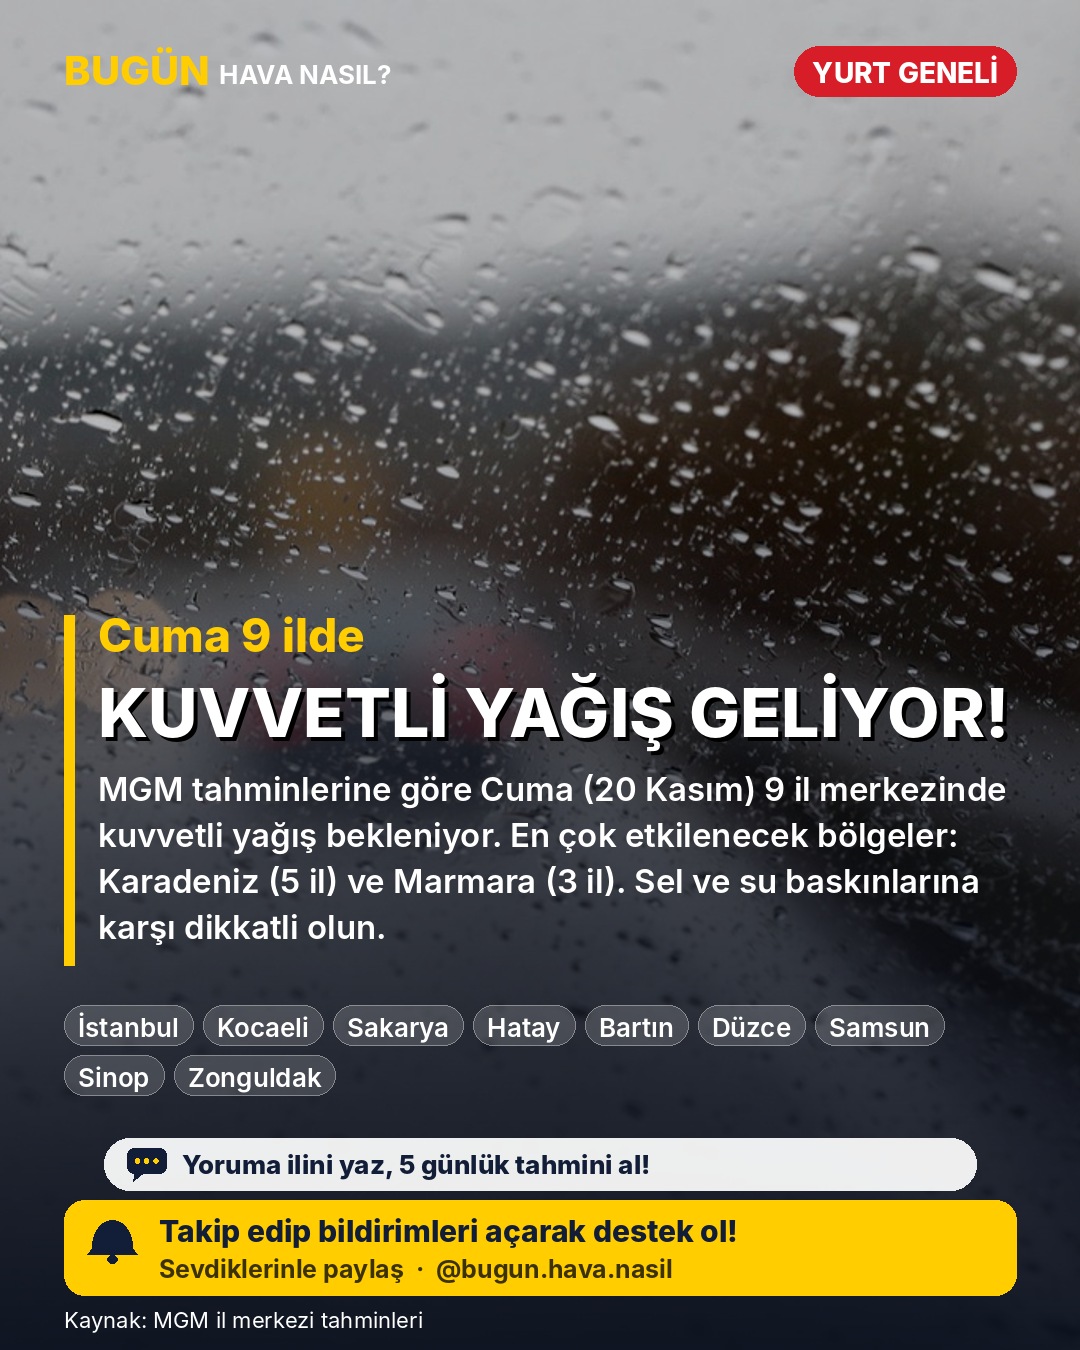 BUGÜN HAVA NASIL?
YURT GENELİ
Cuma 9 ilde
KUVVETLİ YAĞIŞ GELİYOR!
MGM tahminlerine göre Cuma (20 Kasım) 9 il merkezinde
kuvvetli yağış bekleniyor. En çok etkilenecek bölgeler:
Karadeniz (5 il) ve Marmara (3 il). Sel ve su baskınlarına
karşı dikkatli olun.
İstanbul Kocaeli Sakarya Hatay Bartın Düzce Samsun
Sinop Zonguldak
Yoruma ilini yaz, 5 günlük tahmini al!
Takip edip bildirimleri açarak destek ol!
Sevdiklerinle paylaş · @bugun.hava.nasil
Kaynak: MGM il merkezi tahminleri